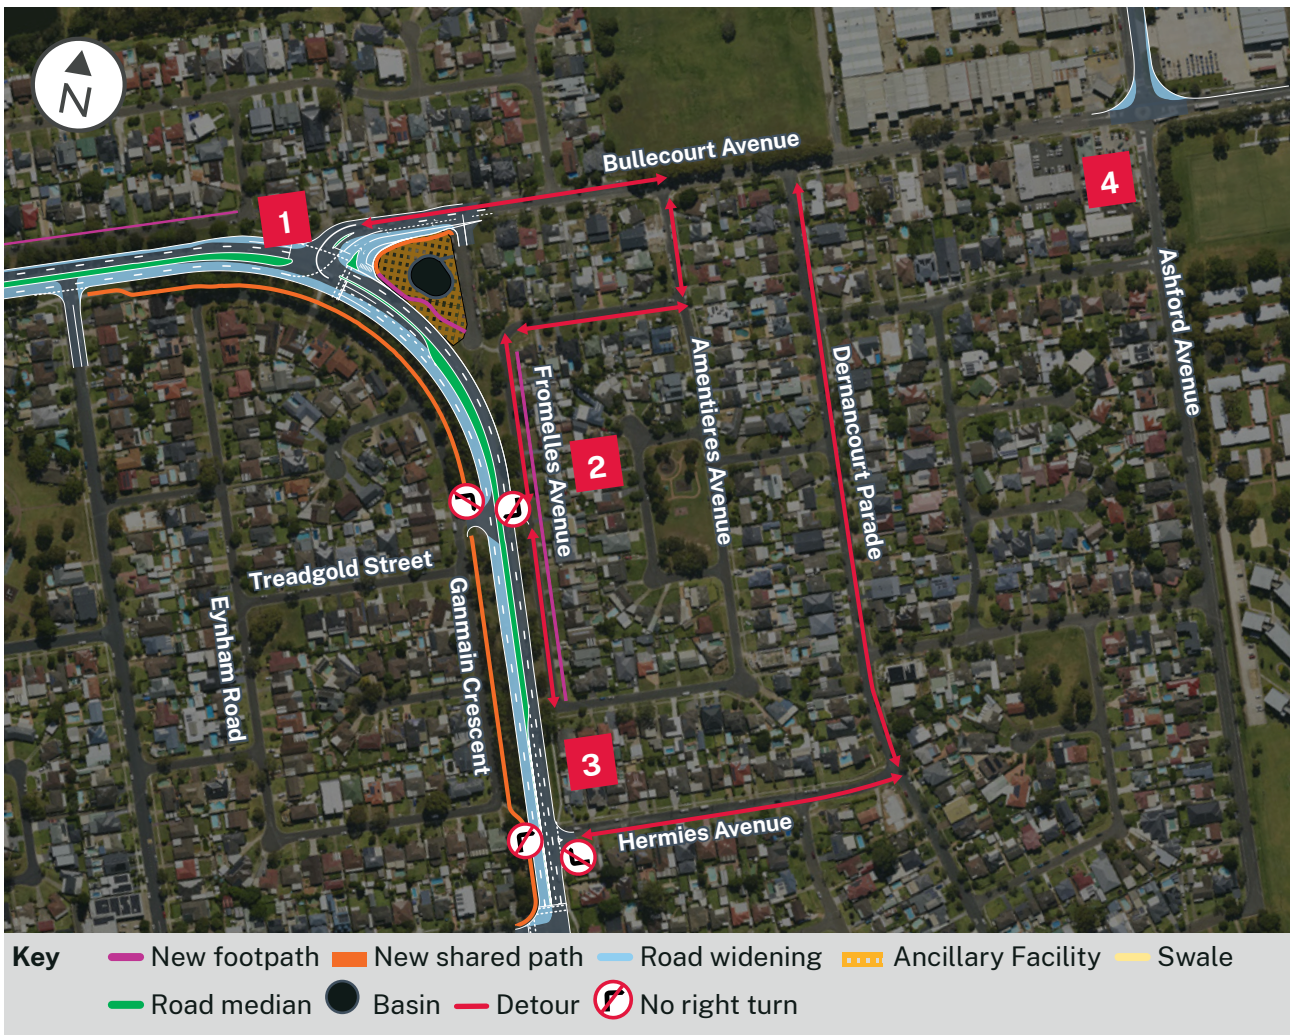 N
Bullecourt Avenue
1
4
Ashford Avenue
Amentieres Avenue
Dernancourt Parade
Fromelles Avenue
2
Treadgold Street
Ganmain Crescent
Eynham Road
3
Hermies Avenue
Key New footpath New shared path Road widening Ancillary Facility Swale
Road median Basin Detour No right turn